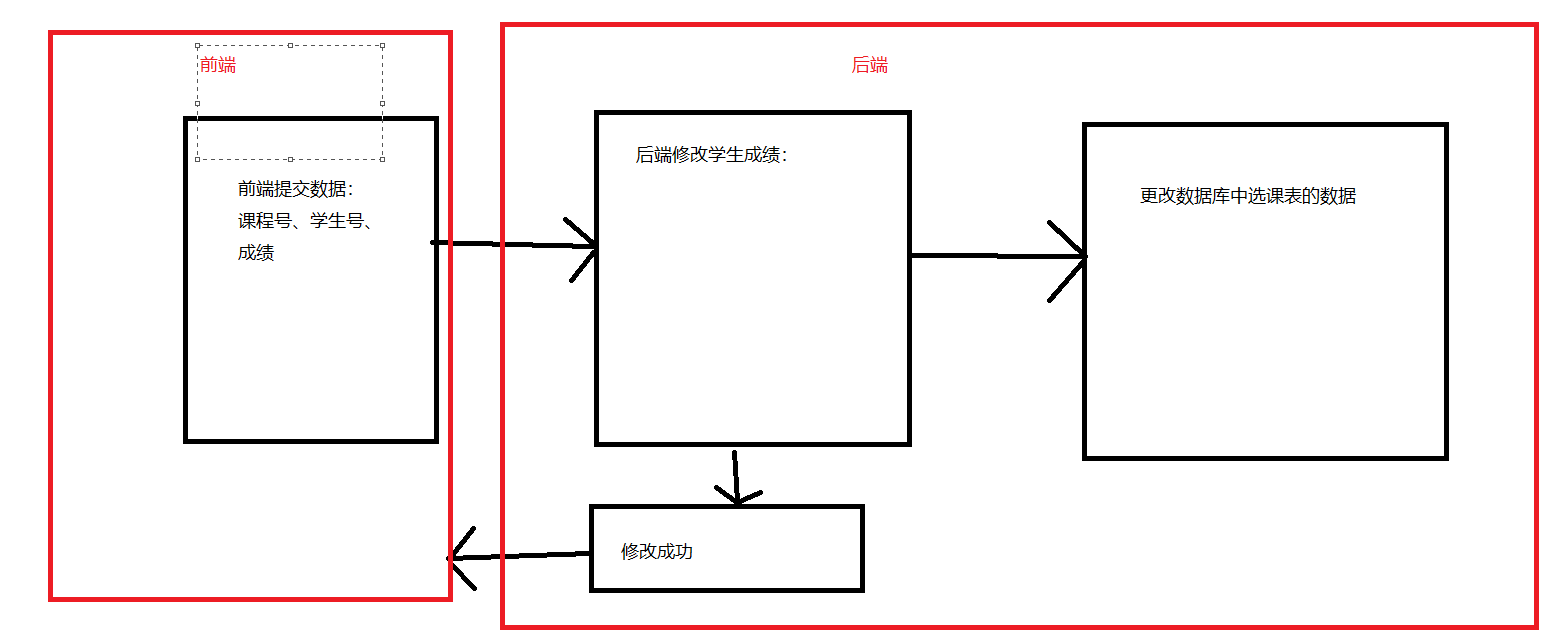 前端
后端
前端提交数据：
课程号、学生号、
成绩
后端修改学生成绩：
更改数据库中选课表的数据
修改成功